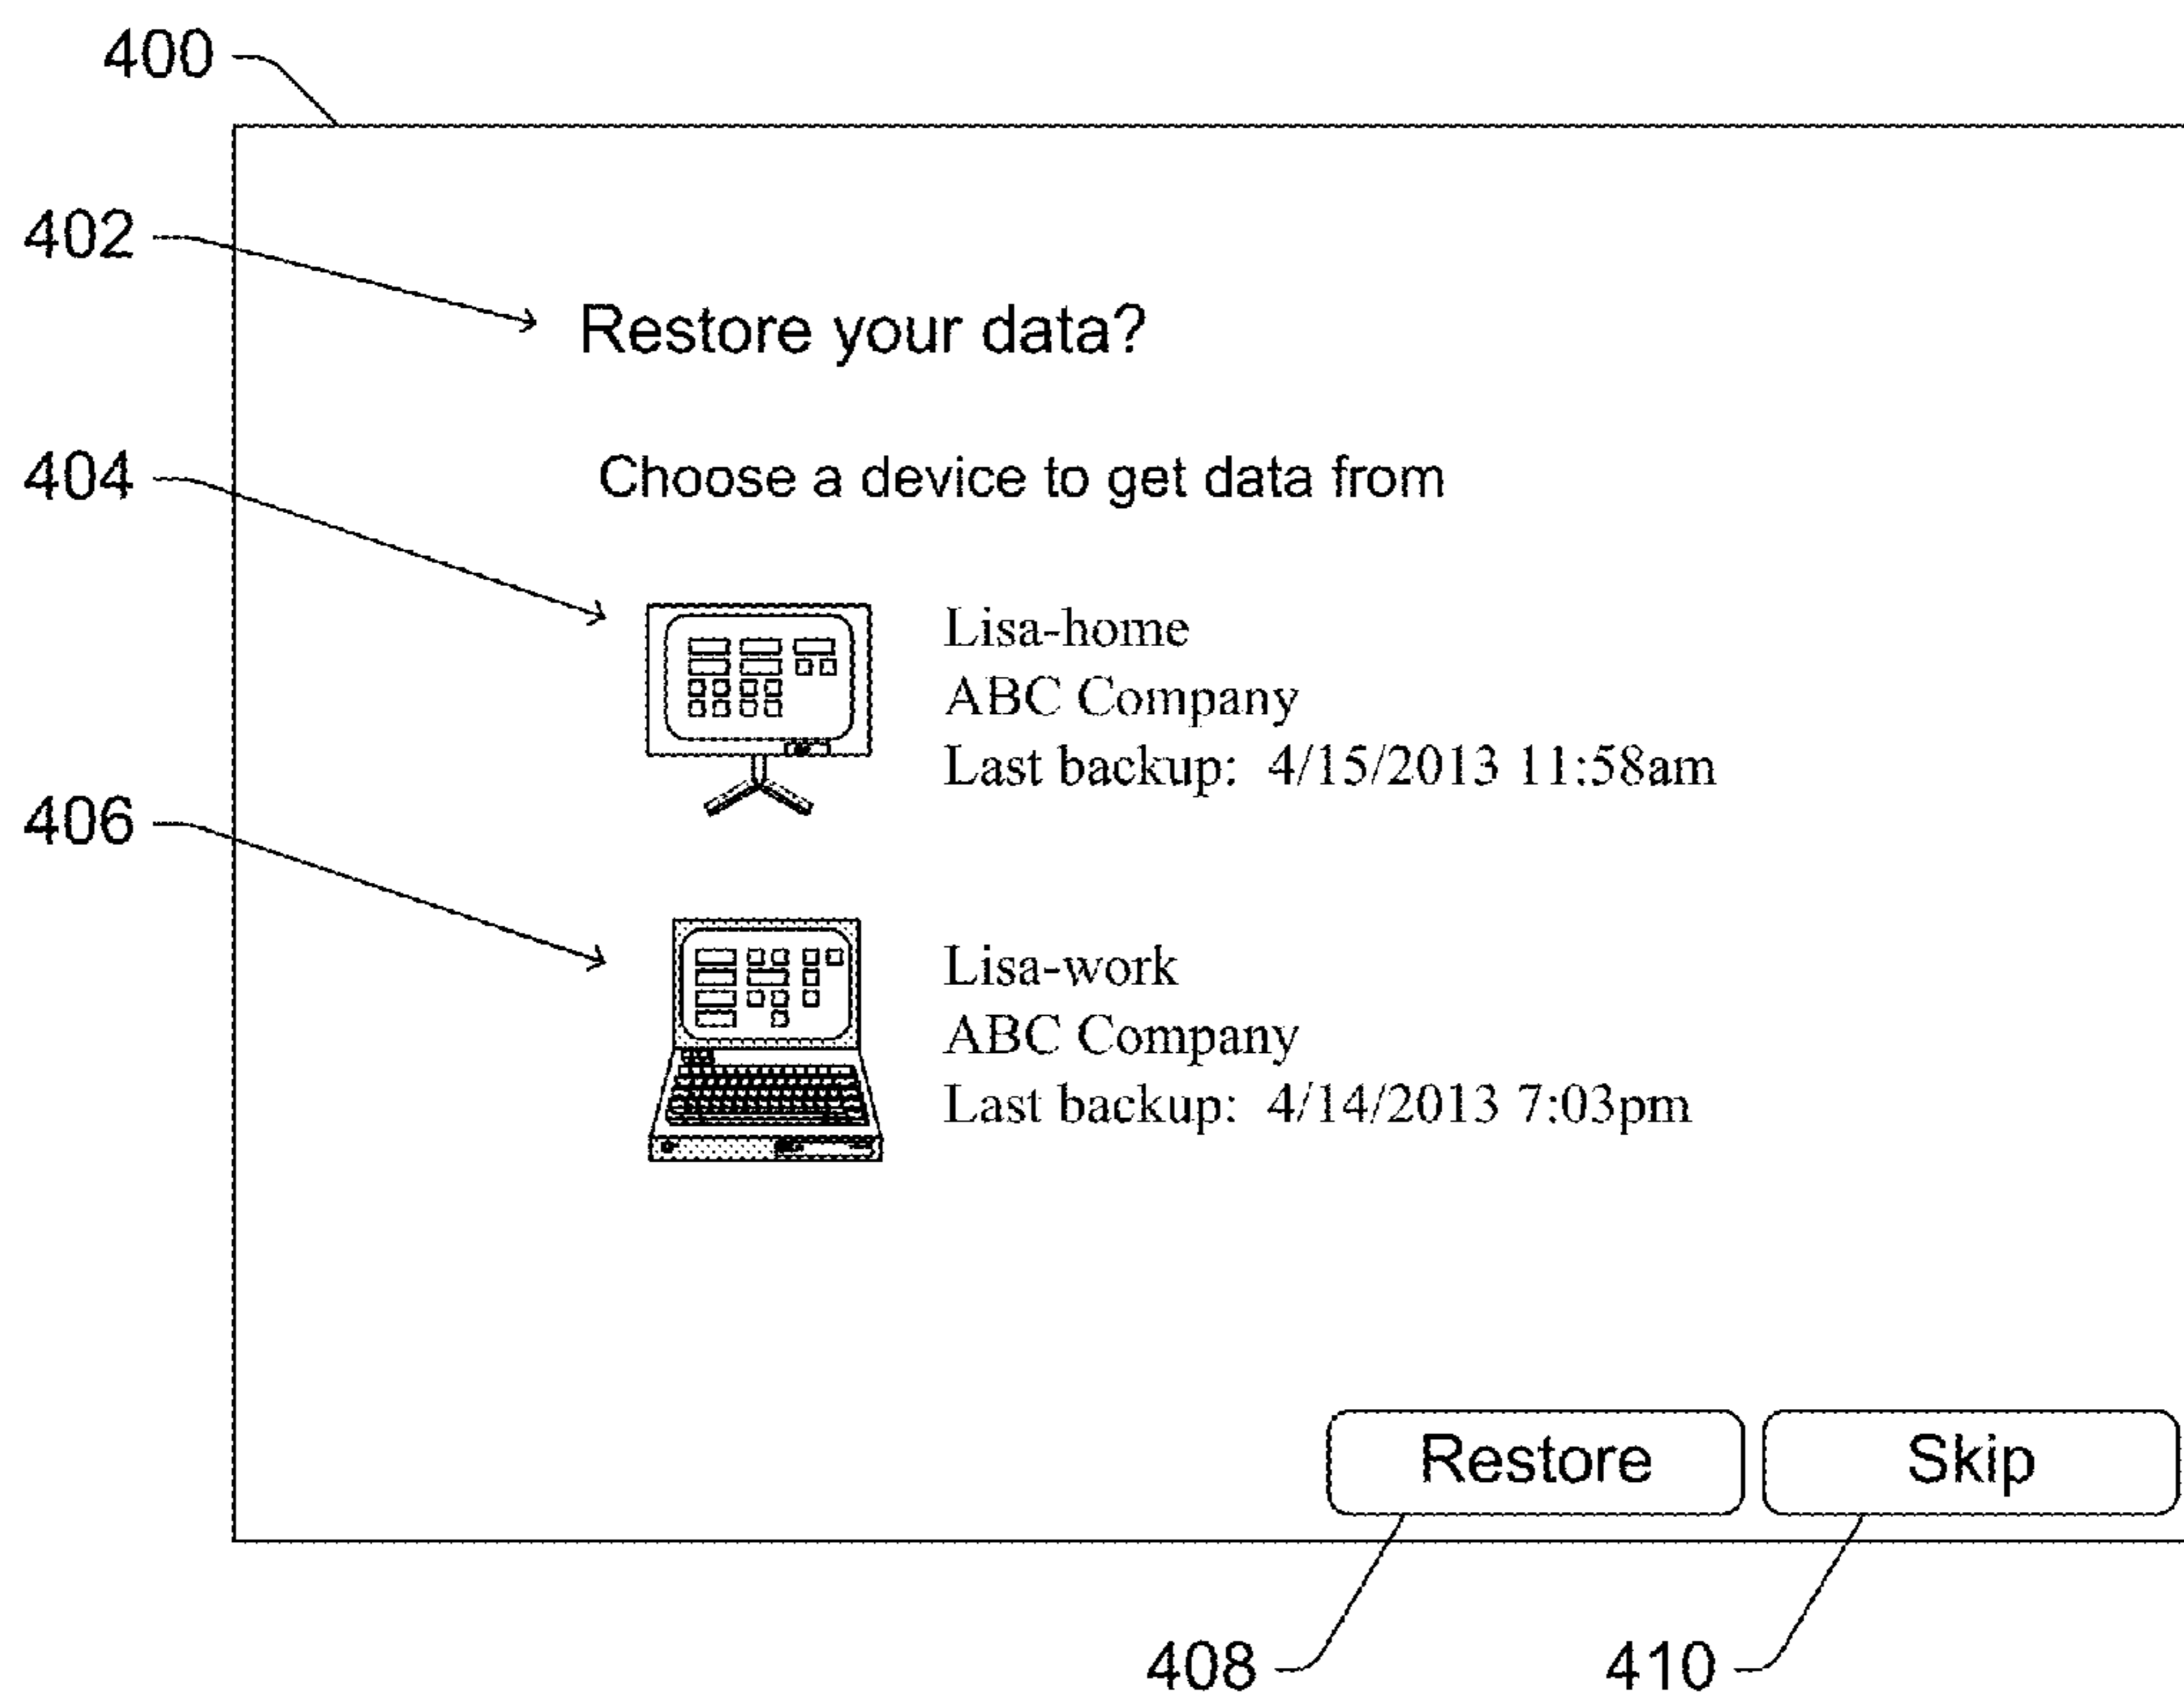 400
402
Restore your data?
404
Choose a device to get data from
Lisa-home
ABC Company
Last backup: 4/15/2013 11:58am
406
Lisa-work
ABC Company
Last backup: 4/14/2013 7:03pm
Restore
Skip
408
410